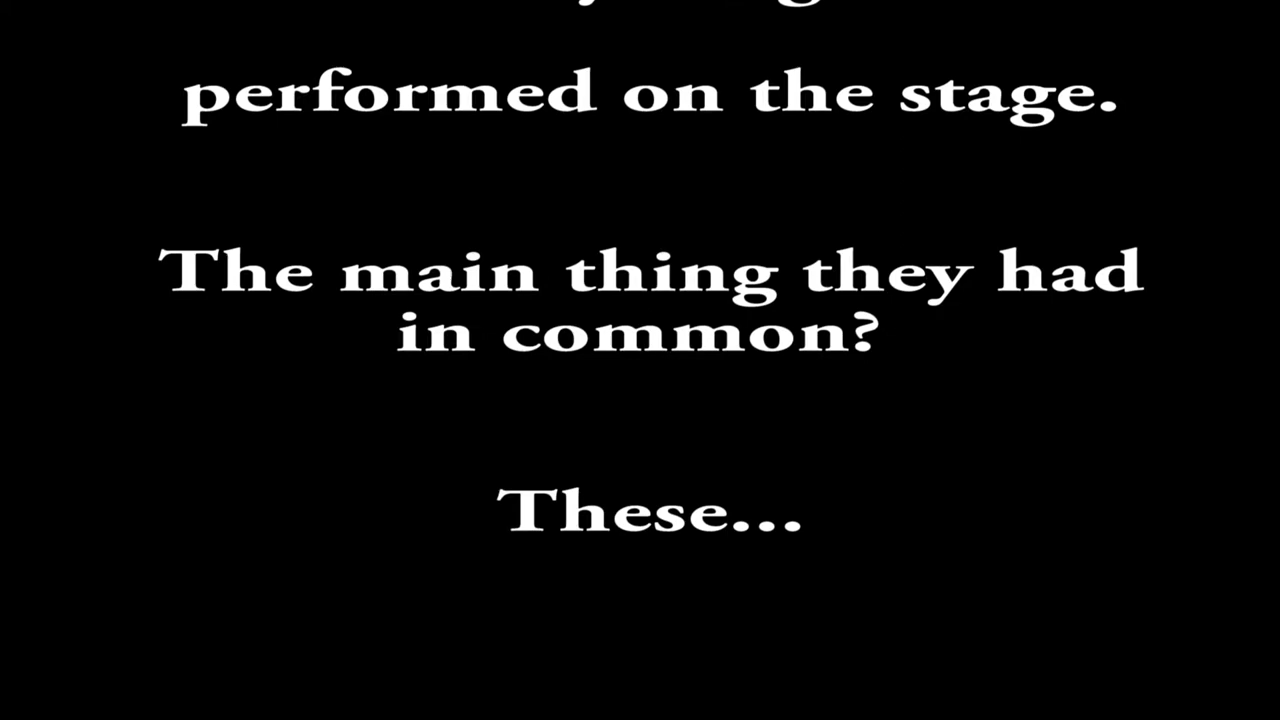 performed on the stage.
The main thing they had
in common?
These...